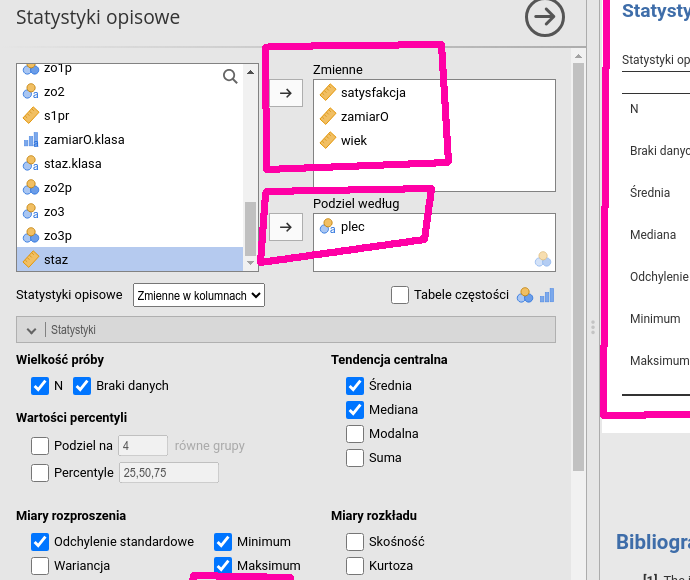 Statystyki opisowe
zo1p
zo2
s1pr
zamiarO.klasa
staz.klasa
zo2p
zo3
zo3p
staz
Zmienne
satysfakcja
zamiarO
wiek
Podziel według
plec
Statystyki opisowe Zmienne w kolumnach Tabele częstości
Statystyki
Wielkość próby
N Braki danych
Wartości percentyli
Podziel na 4 równe grupy
Percentyle 25,50,75
Tendencja centralna
Średnia
Mediana
Modalna
Suma
Miary rozproszenia
Odchylenie standardowe Minimum
Wariancja Maksimum
Miary rozkładu
Skośność
Kurtoza
Statysty
Statystyki op
N
Braki danyc
Średnia
Mediana
Odchylenie
Minimum
Maksimum
Bibliogra